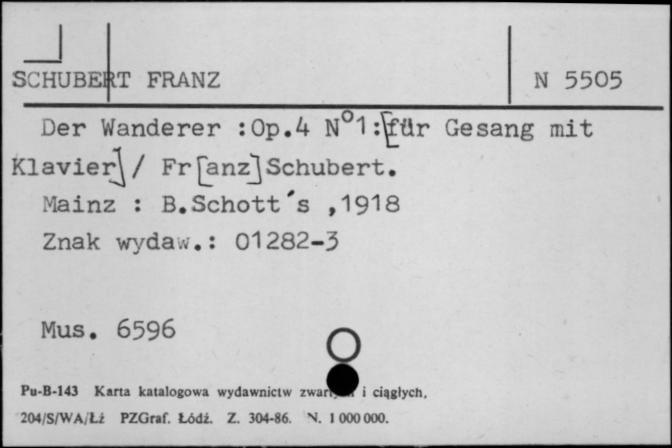 SCHUBERT FRANZ N 5505
Der Wanderer :Op.4 N°1:[für Gesang mit
Klavier]/ Fr[anz]Schubert.
Mainz : B.Schott's ,1918
Znak wydaw.: 01282-3
Mus. 6596
Pu-B-143 Karta katalogowa wydawnictw i ciągłych.
204/S/WA/Łź PZGraf. Łódź. Z. 304-86. N. 1 000 000.